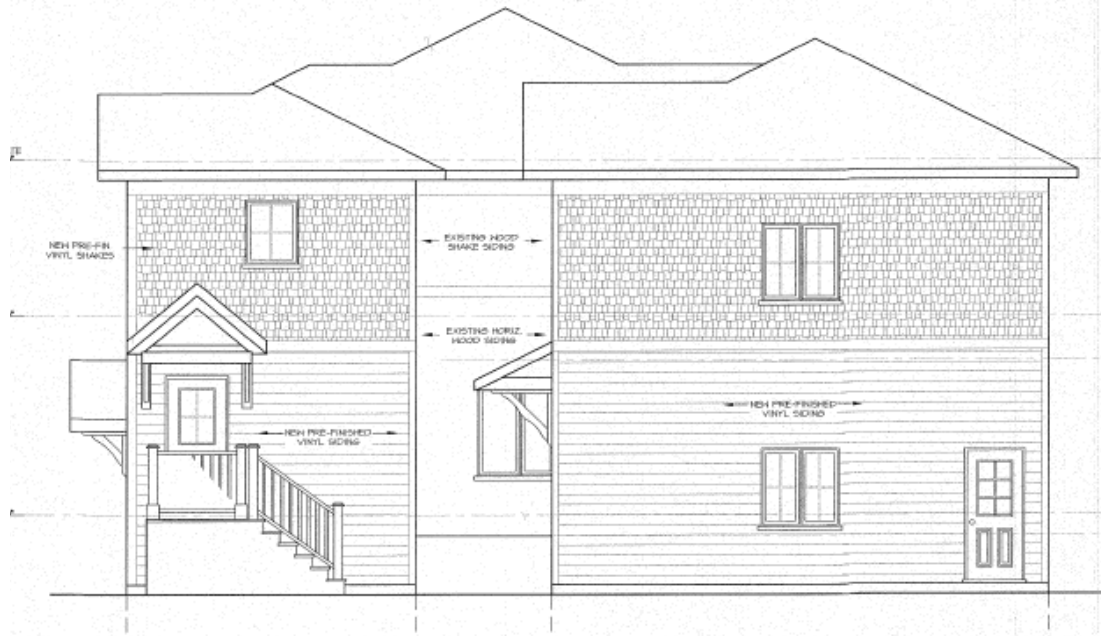 NEW PRE-FIN
VINYL SHAKES
EXISTING WOOD
SHAKE SIDING
EXISTING HORIZ.
WOOD SIDING
NEW PRE-FINISHED
VINYL SIDING
NEW PRE-FINISHED
VINYL SIDING